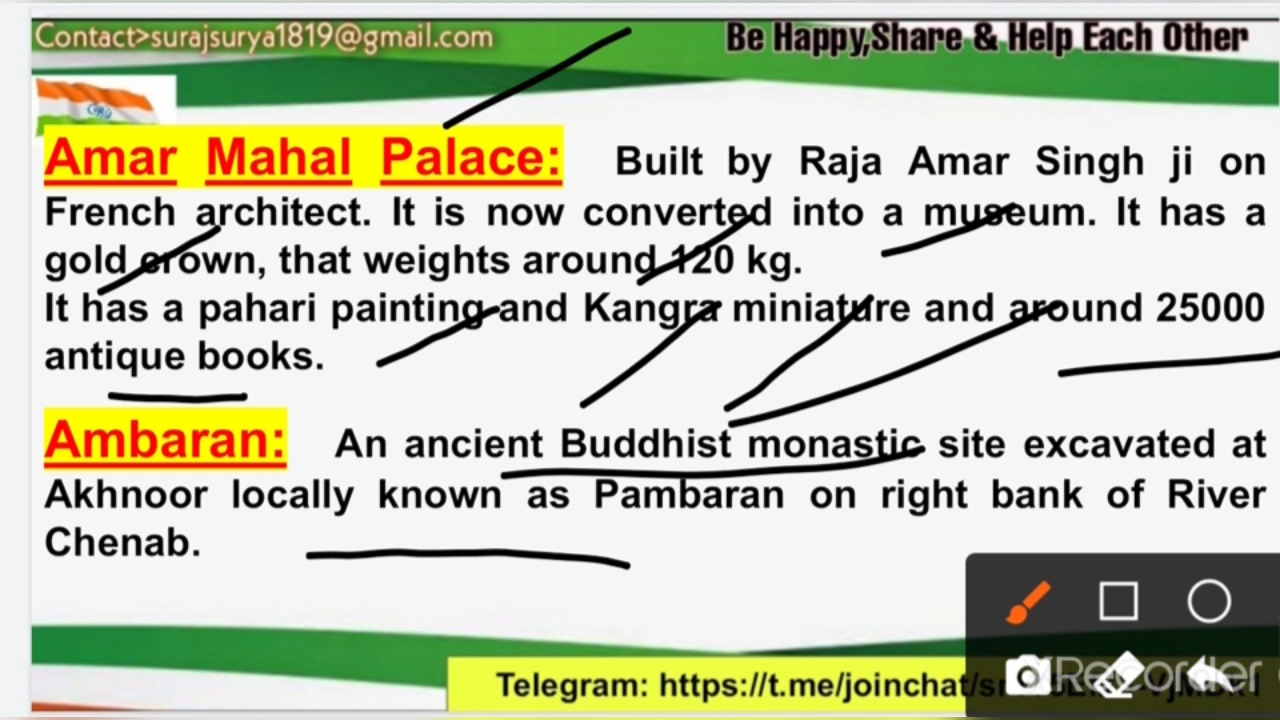 Contact>surajsurya1819@gmail.com
Be Happy,Share & Help Each Other
Amar Mahal Palace: Built by Raja Amar Singh ji on
French architect. It is now converted into a museum. It has a
gold crown, that weights around 120 kg.
It has a pahari painting and Kangra miniature and around 25000
antique books.
Ambaran: An ancient Buddhist monastic site excavated at
Akhnoor locally known as Pambaran on right bank of River
Chenab.
XRecorder
Telegram: https://t.me/joinchat/